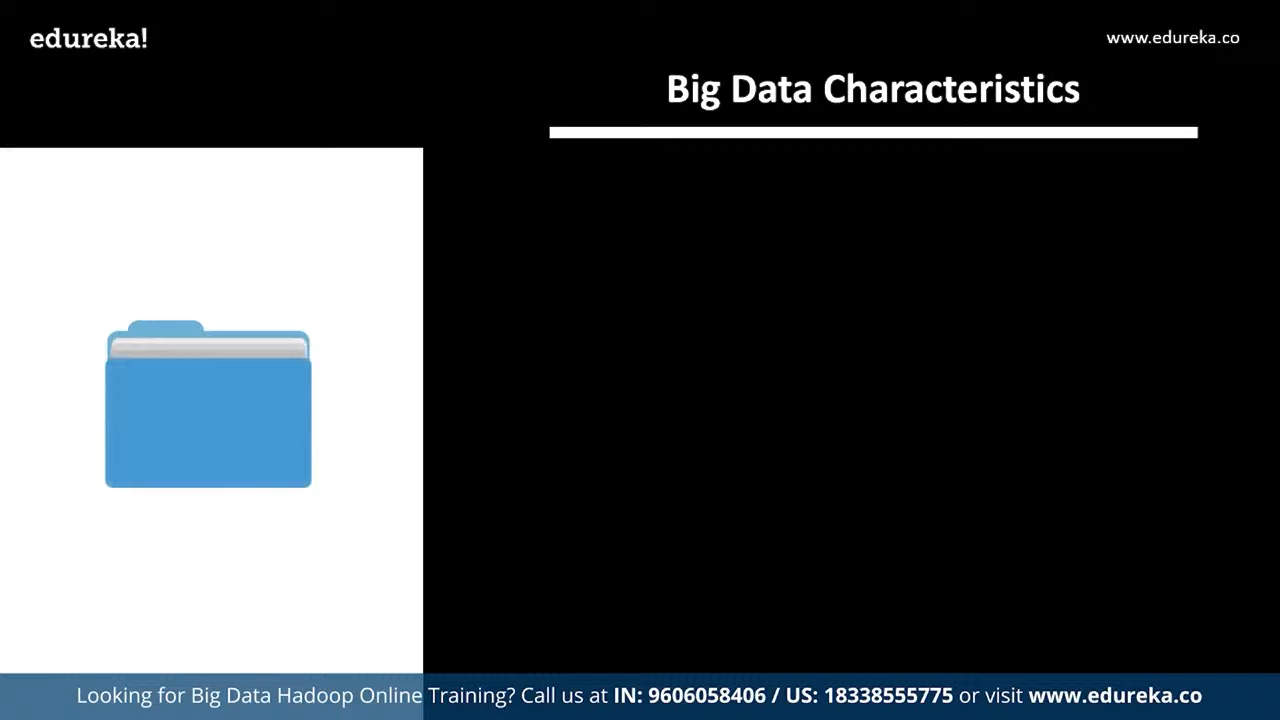 edureka!
www.edureka.co
Big Data Characteristics
Looking for Big Data Hadoop Online Training? Call us at IN: 9606058406 / US: 18338555775 or visit www.edureka.co